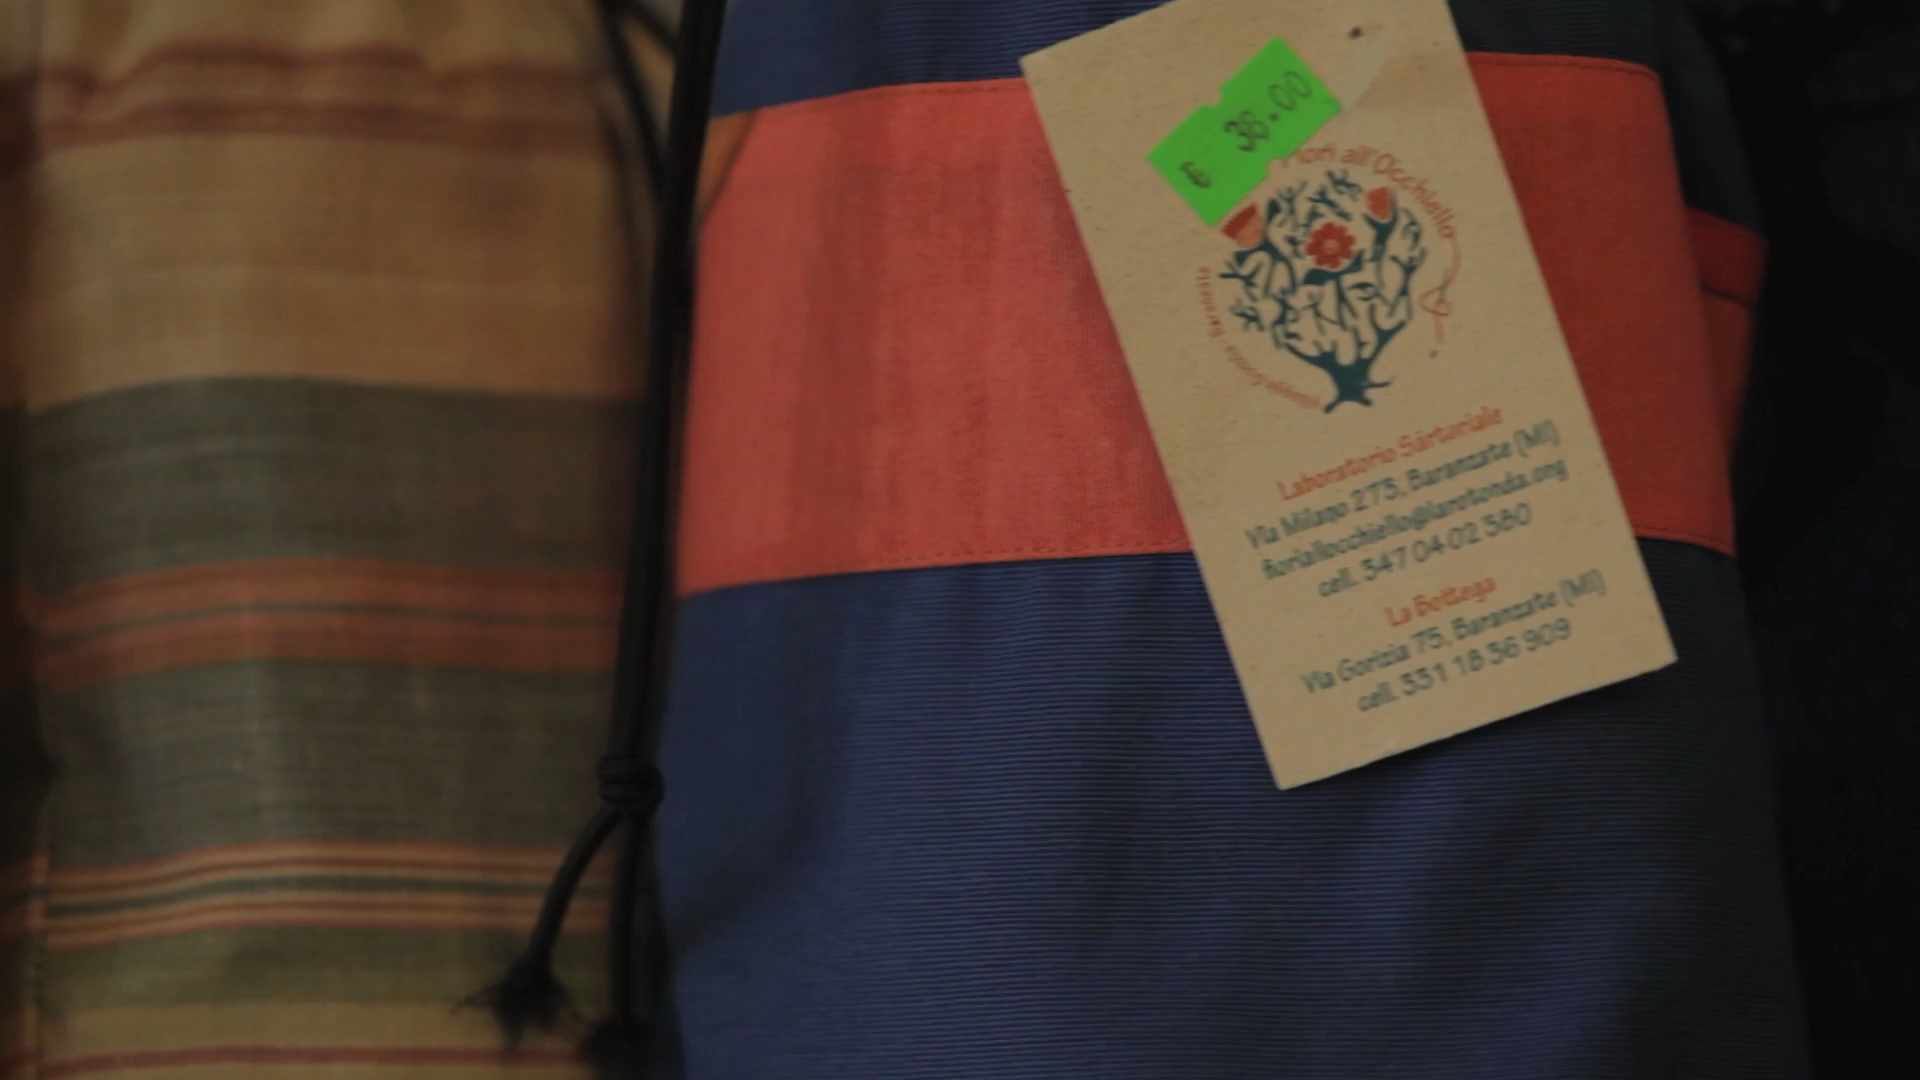 € 38.00
Fiori all'Occhiello
Laboratorio Sartoriale
Via Milano 275, Baranzate (MI)
fioriallocchiello@larotonda.org
cell. 347 04 02 580
La Bottega
Via Gorizia 75, Baranzate (MI)
cell. 331 18 36 909